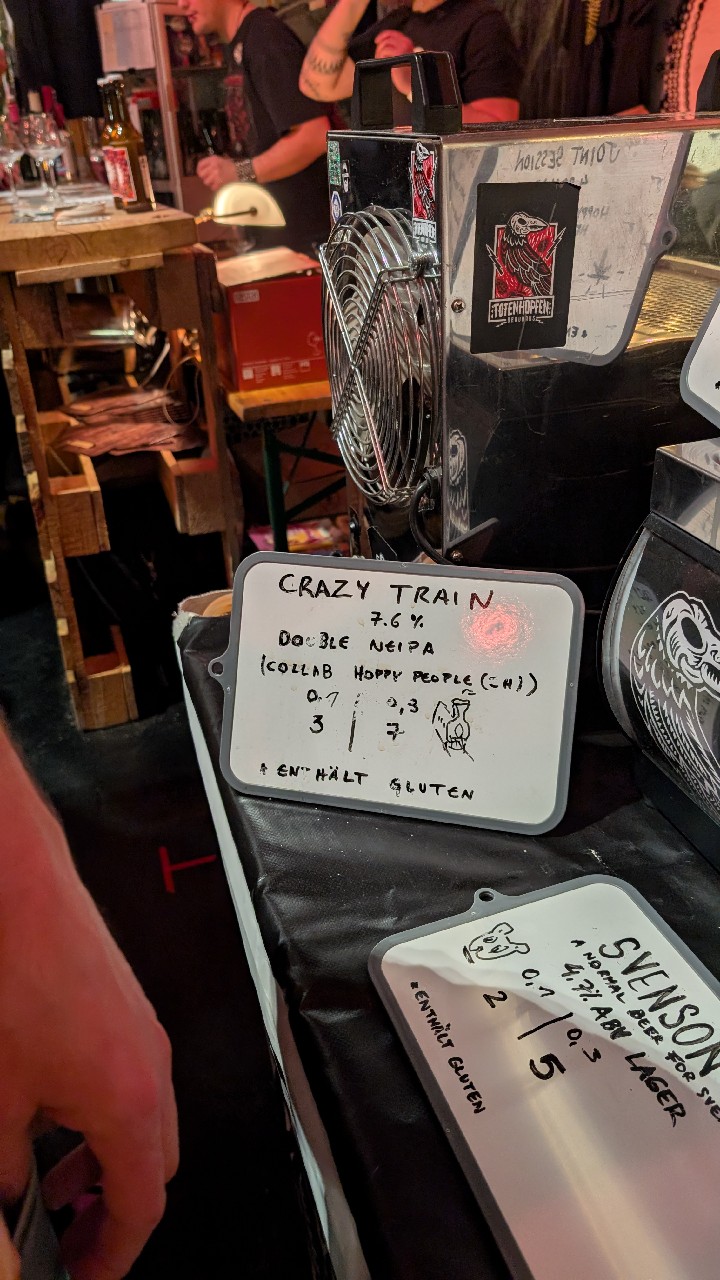 JOINT SESSION
TOTENHOPFEN
CRAZY TRAIN
7.6 %
DOUBLE NEIPA
(COLLAB HOPPY PEOPLE (CH))
0,1 | 0,3
3 | 7
* ENTHÄLT GLUTEN
SVENSON
A NORMAL BEER FOR SVE
4.7% ABV LAGER
0,1 / 0,3
2 / 5
*ENTHÄLT GLUTEN